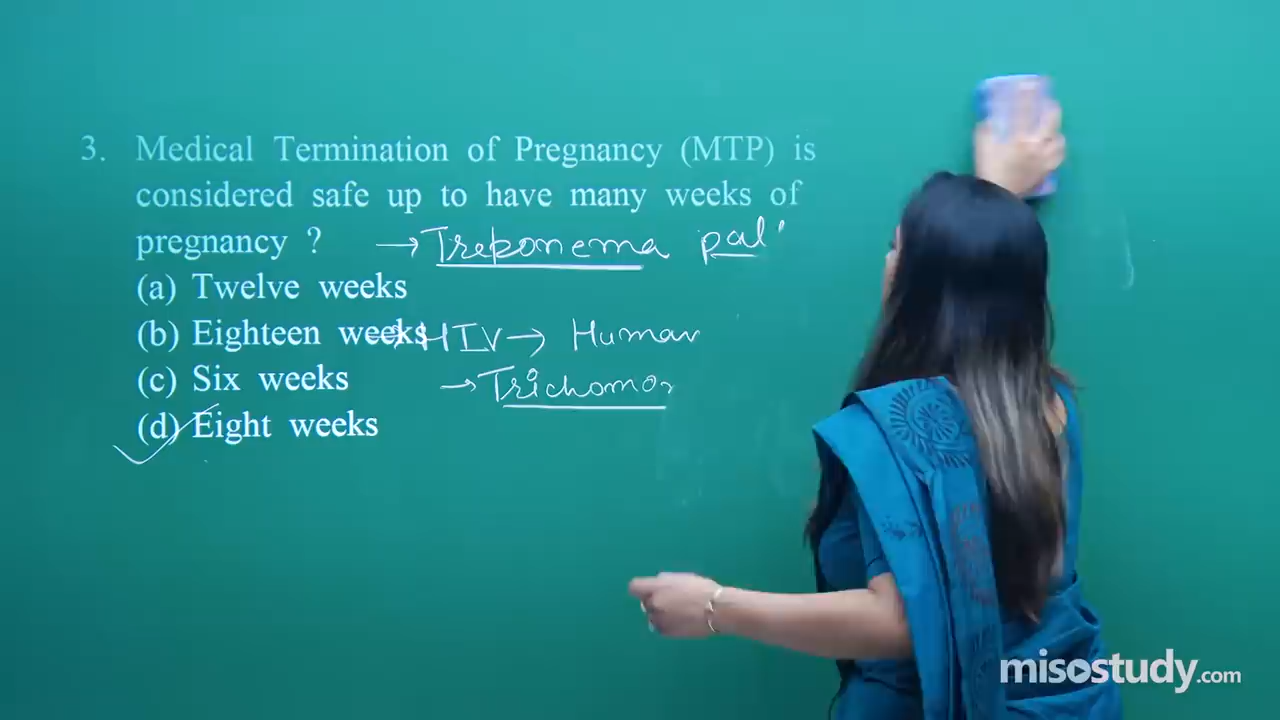 3. Medical Termination of Pregnancy (MTP) is
considered safe up to have many weeks of
pregnancy ? → Treponema pal
(a) Twelve weeks
(b) Eighteen weeks → HIV → Human
(c) Six weeks → Trichomon
(d) Eight weeks
misostudy.com